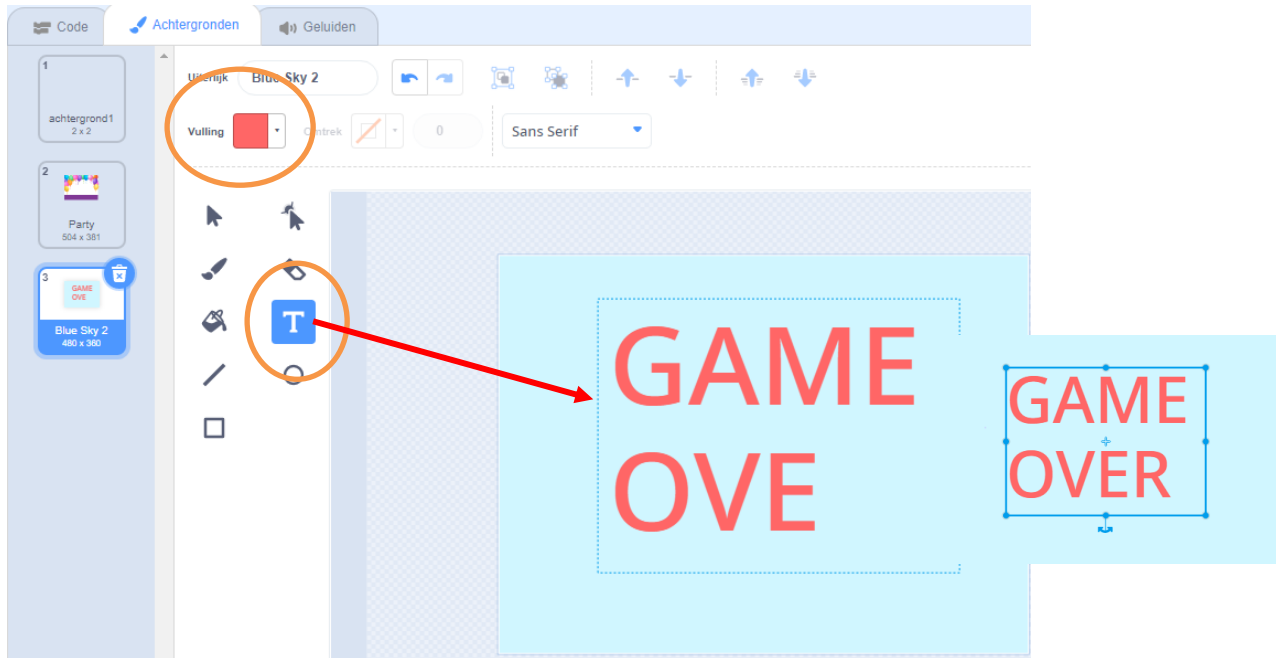 Code
Achtergronden
Geluiden
1
achtergrond1
2 x 2
2
Party
504 x 381
3
GAME
OVE
Blue Sky 2
480 x 360
Uiterlijk
Blue Sky 2
Vulling
Omtrek
0
Sans Serif
T
GAME
OVE
GAME
OVER